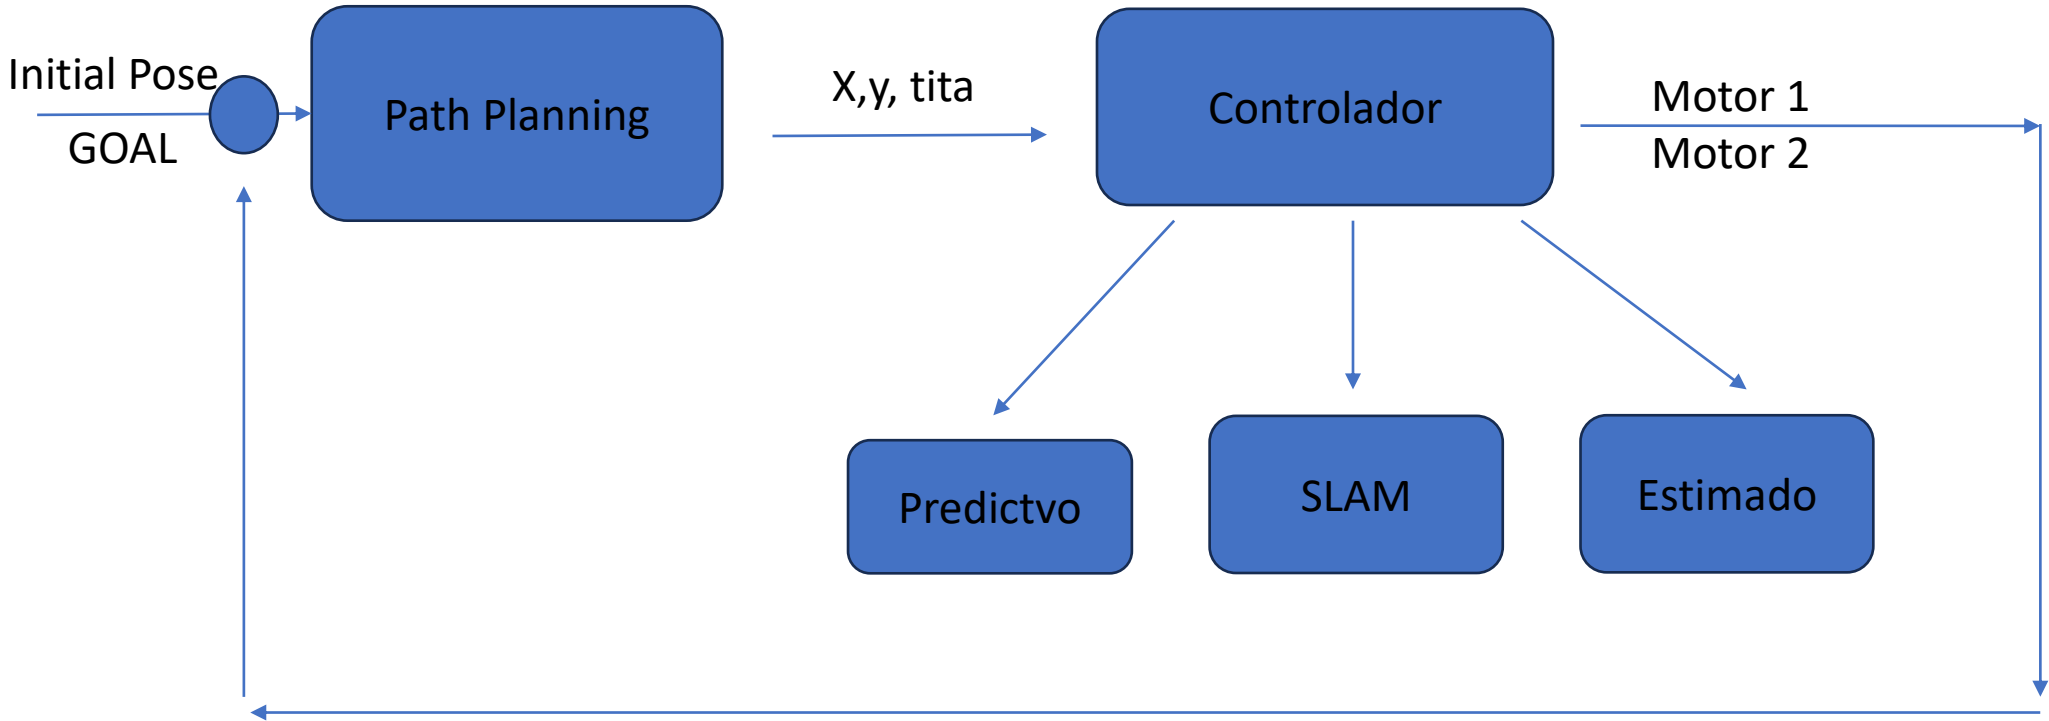 Initial Pose
GOAL
Path Planning
X,y, tita
Controlador
Motor 1
Motor 2
Predictvo
SLAM
Estimado